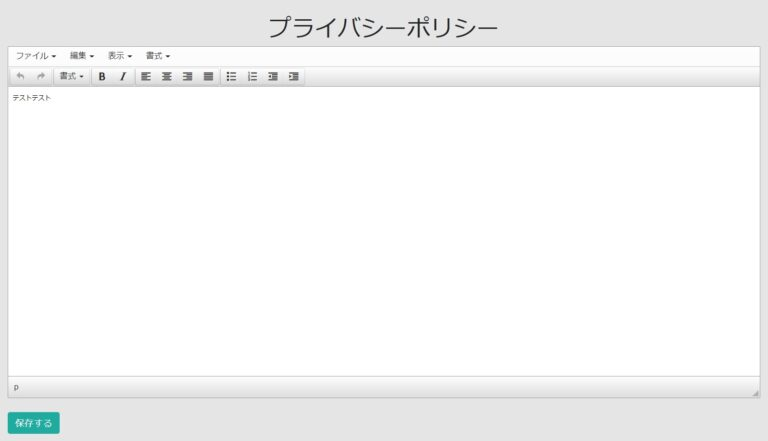 プライバシーポリシー
ファイル 編集 表示 書式
書式 B I
テストテスト
p
保存する